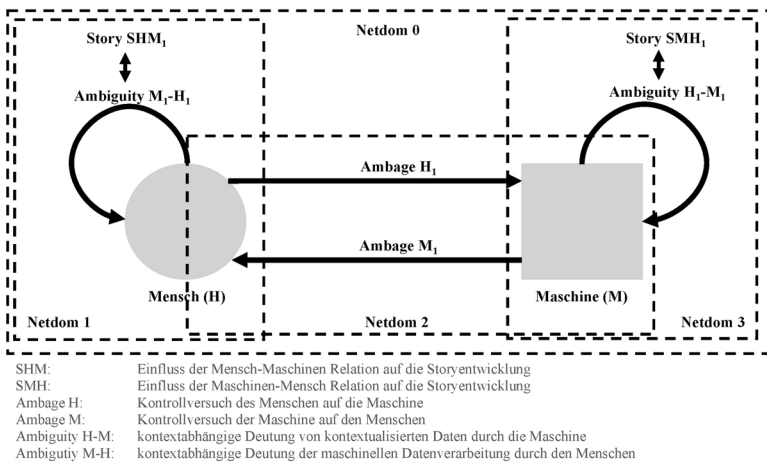 Netdom 0
Story SHM₁
Story SMH₁
Ambiguity M₁-H₁
Ambiguity H₁-M₁
Ambage H₁
Ambage M₁
Mensch (H)
Maschine (M)
Netdom 1
Netdom 2
Netdom 3
SHM: Einfluss der Mensch-Maschinen Relation auf die Storyentwicklung
SMH: Einfluss der Maschinen-Mensch Relation auf die Storyentwicklung
Ambage H: Kontrollversuch des Menschen auf die Maschine
Ambage M: Kontrollversuch der Maschine auf den Menschen
Ambiguity H-M: kontextabhängige Deutung von kontextualisierten Daten durch die Maschine
Ambigutiy M-H: kontextabhängige Deutung der maschinellen Datenverarbeitung durch den Menschen